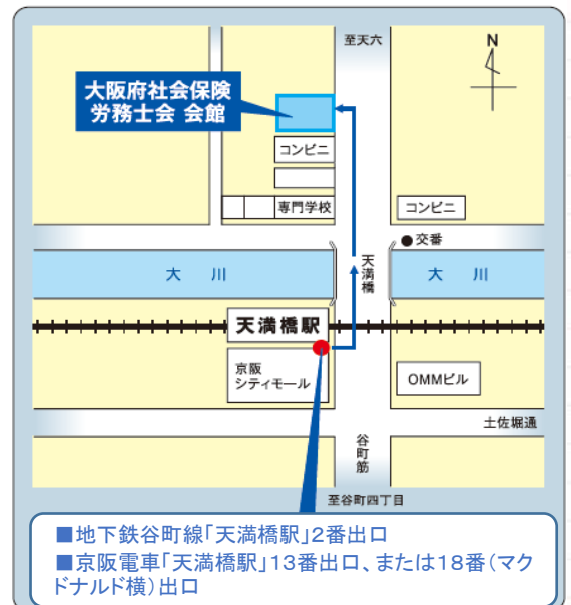 至天六
N
大阪府社会保険
労務士会 会館
コンビニ
専門学校
コンビニ
交番
大 川
天満橋
大 川
天満橋駅
京阪
シティモール
OMMビル
土佐堀通
谷町筋
至谷町四丁目
■地下鉄谷町線「天満橋駅」2番出口
■京阪電車「天満橋駅」13番出口、または18番(マク
ドナルド横)出口